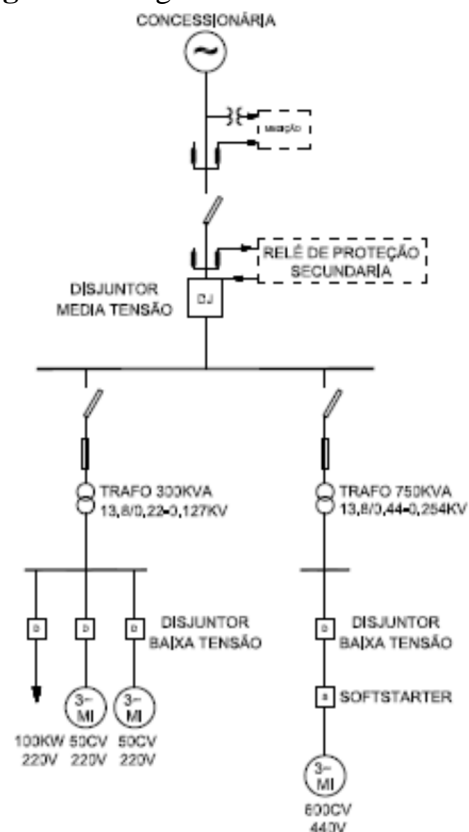 CONCESSIONÁRIA
MEDIÇÃO
RELÉ DE PROTEÇÃO
SECUNDARIA
DISJUNTOR
MEDIA TENSÃO
DJ
TRAFO 300KVA
13,8/0,22-0,127KV
TRAFO 750KVA
13,8/0,44-0,254KV
DISJUNTOR
BAIXA TENSÃO
D
D
D
DISJUNTOR
BAIXA TENSÃO
D
SOFTSTARTER
S
3~
MI
3~
MI
100KW
220V
50CV
220V
50CV
220V
3~
MI
600CV
440V